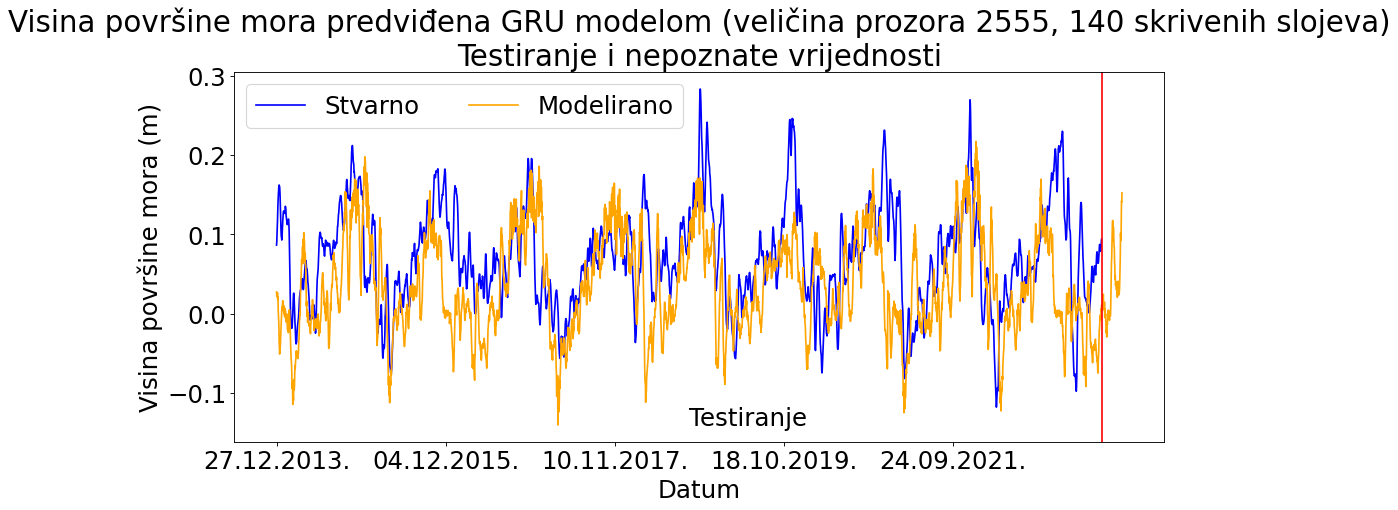 Visina površine mora predviđena GRU modelom (veličina prozora 2555, 140 skrivenih slojeva)
Testiranje i nepoznate vrijednosti
Stvarno Modelirano
Visina površine mora (m)
0.3
0.2
0.1
0.0
−0.1
Testiranje
27.12.2013. 04.12.2015. 10.11.2017. 18.10.2019. 24.09.2021.
Datum